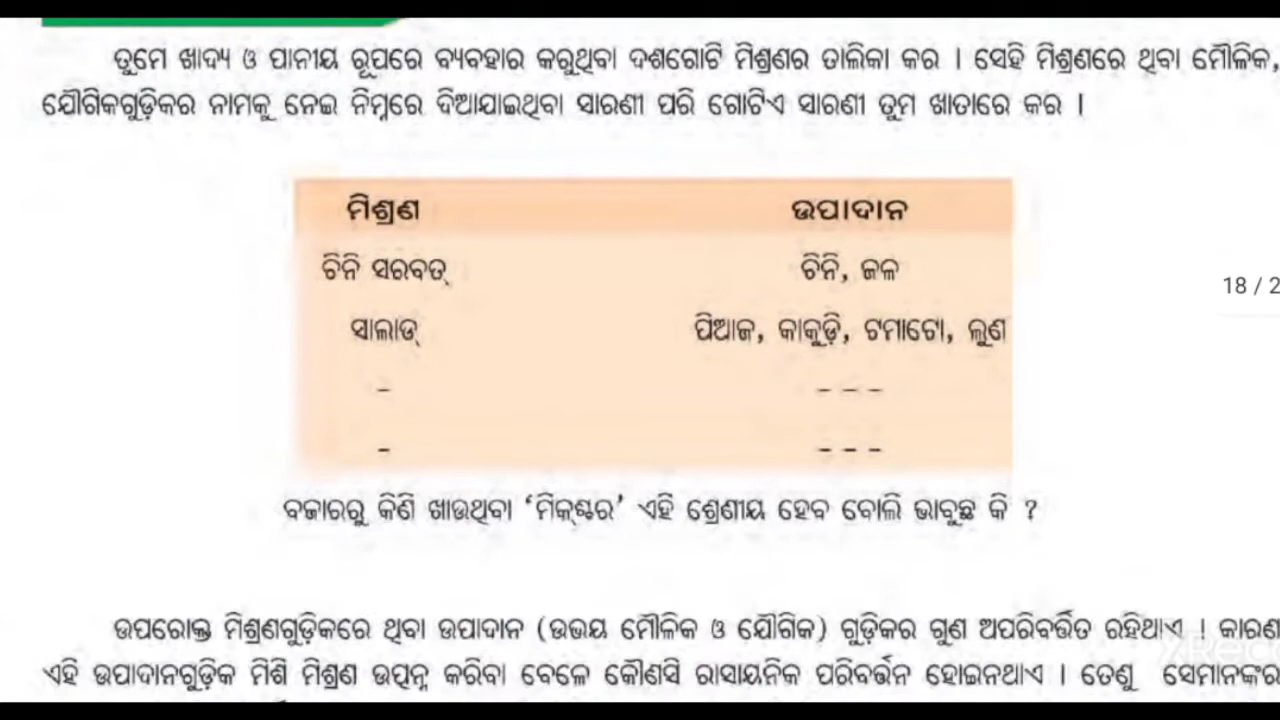 ତୁମେ ଖାଦ୍ୟ ଓ ପାନୀୟ ରୂପରେ ବ୍ୟବହାର କରୁଥିବା ଦଶଗୋଟି ମିଶ୍ରଣର ତାଲିକା କର । ସେହି ମିଶ୍ରଣରେ ଥିବା ମୌଳିକ,
ଯୌଗିକଗୁଡ଼ିକର ନାମକୁ ନେଇ ନିମ୍ନରେ ଦିଆଯାଇଥିବା ସାରଣୀ ପରି ଗୋଟିଏ ସାରଣୀ ତୁମ ଖାତାରେ କର ।
ମିଶ୍ରଣ ଉପାଦାନ
ଚିନି ସରବତ୍ ଚିନି, ଜଳ
18 / 2
ସାଲାଡ୍ ପିଆଜ, କାକୁଡ଼ି, ଟମାଟୋ, ଲୁଣ
– – – –
– – – –
ବଜାରରୁ କିଣି ଖାଉଥିବା ‘ମିକ୍ଷ୍ଚର’ ଏହି ଶ୍ରେଣୀୟ ହେବ ବୋଲି ଭାବୁଛ କି ?
ଉପରୋକ୍ତ ମିଶ୍ରଣଗୁଡ଼ିକରେ ଥିବା ଉପାଦାନ (ଉଭୟ ମୌଳିକ ଓ ଯୌଗିକ) ଗୁଡ଼ିକର ଗୁଣ ଅପରିବର୍ତ୍ତିତ ରହିଥାଏ । କାରଣ
ଏହି ଉପାଦାନଗୁଡ଼ିକ ମିଶି ମିଶ୍ରଣ ଉତ୍ପନ୍ନ କରିବା ବେଳେ କୌଣସି ରାସାୟନିକ ପରିବର୍ତ୍ତନ ହୋଇନଥାଏ । ତେଣୁ ସେମାନଙ୍କର